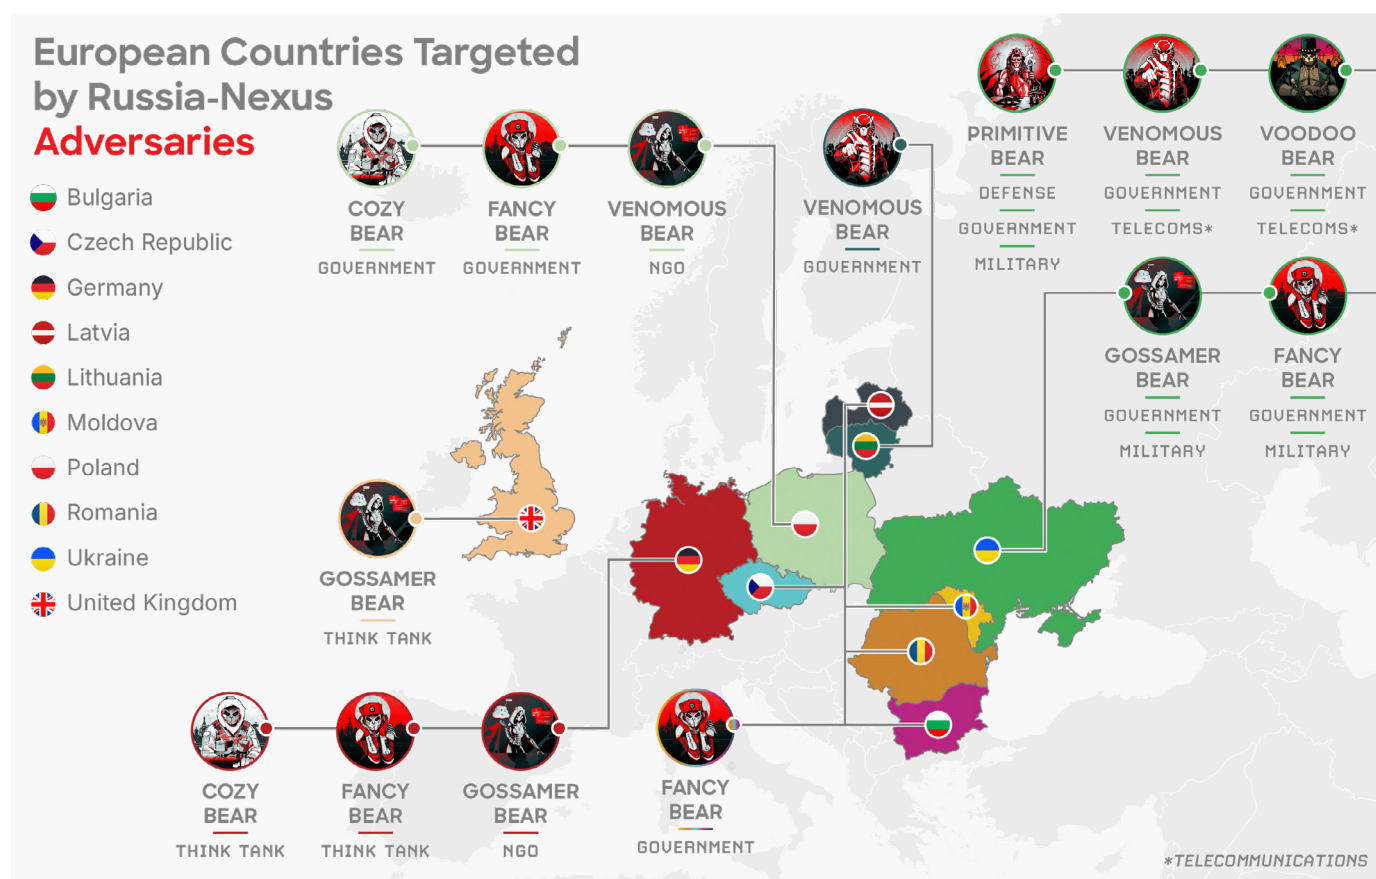 European Countries Targeted
by Russia-Nexus
Adversaries
Bulgaria
Czech Republic
Germany
Latvia
Lithuania
Moldova
Poland
Romania
Ukraine
United Kingdom
COZY
BEAR
GOVERNMENT
FANCY
BEAR
GOVERNMENT
VENOMOUS
BEAR
NGO
VENOMOUS
BEAR
GOVERNMENT
PRIMITIVE
BEAR
DEFENSE
GOVERNMENT
MILITARY
VENOMOUS
BEAR
GOVERNMENT
TELECOMS*
VOODOO
BEAR
GOVERNMENT
TELECOMS*
GOSSAMER
BEAR
GOVERNMENT
MILITARY
FANCY
BEAR
GOVERNMENT
MILITARY
GOSSAMER
BEAR
THINK TANK
COZY
BEAR
THINK TANK
FANCY
BEAR
THINK TANK
GOSSAMER
BEAR
NGO
FANCY
BEAR
GOVERNMENT
*TELECOMMUNICATIONS